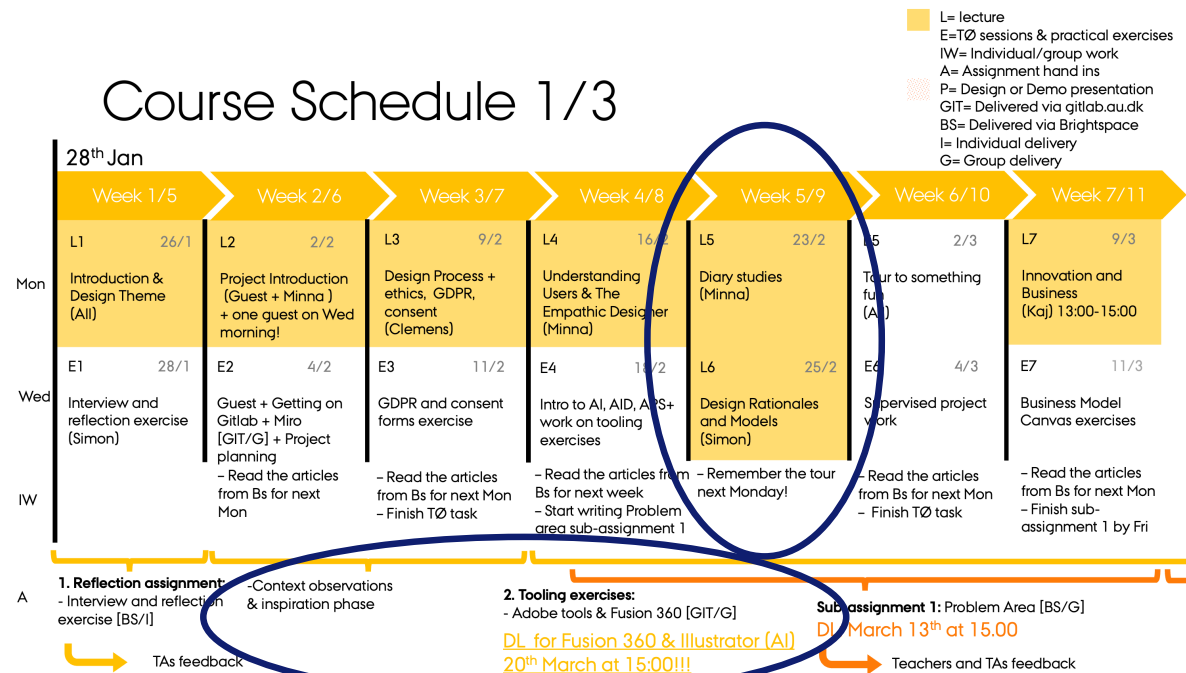 L= lecture
E=TØ sessions & practical exercises
IW= Individual/group work
A= Assignment hand ins
P= Design or Demo presentation
GIT= Delivered via gitlab.au.dk
BS= Delivered via Brightspace
I= Individual delivery
G= Group delivery
Course Schedule 1/3
28th Jan
Week 1/5
Week 2/6
Week 3/7
Week 4/8
Week 5/9
Week 6/10
Week 7/11
Mon
L1 26/1
Introduction &
Design Theme
(All)
L2 2/2
Project Introduction
(Guest + Minna )
+ one guest on Wed
morning!
L3 9/2
Design Process +
ethics, GDPR,
consent
(Clemens)
L4 16/2
Understanding
Users & The
Empathic Designer
(Minna)
L5 23/2
Diary studies
(Minna)
E5 2/3
Tour to something
fun
(All)
L7 9/3
Innovation and
Business
(Kaj) 13:00-15:00
Wed
E1 28/1
Interview and
reflection exercise
(Simon)
E2 4/2
Guest + Getting on
Gitlab + Miro
[GIT/G] + Project
planning
E3 11/2
GDPR and consent
forms exercise
E4 18/2
Intro to AI, AID, APS+
work on tooling
exercises
L6 25/2
Design Rationales
and Models
(Simon)
E6 4/3
Supervised project
work
E7 11/3
Business Model
Canvas exercises
IW
– Read the articles
from Bs for next
Mon
– Read the articles
from Bs for next Mon
– Finish TØ task
– Read the articles from
Bs for next week
– Start writing Problem
area sub-assignment 1
– Remember the tour
next Monday!
– Read the articles
from Bs for next Mon
– Finish TØ task
– Read the articles
from Bs for next Mon
– Finish sub-
assignment 1 by Fri
A
1. Reflection assignment:
- Interview and reflection
exercise [BS/I]
TAs feedback
-Context observations
& inspiration phase
2. Tooling exercises:
- Adobe tools & Fusion 360 [GIT/G]
DL for Fusion 360 & Illustrator (AI)
20th March at 15:00!!!
Sub-assignment 1: Problem Area [BS/G]
DL March 13th at 15.00
Teachers and TAs feedback